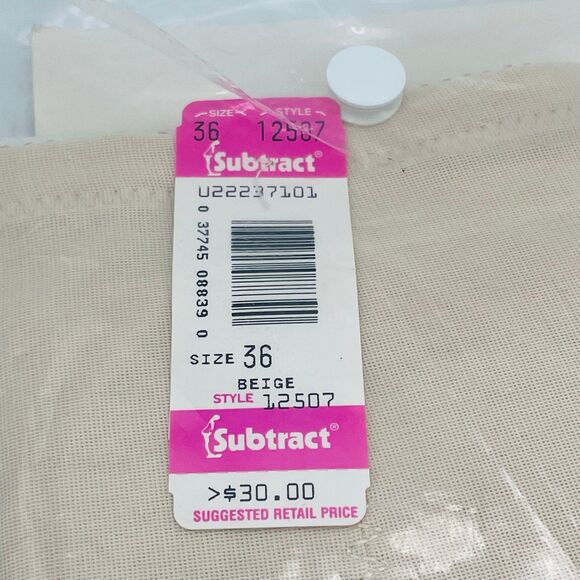 SIZE STYLE
36 12507
Subtract®
U22237101
0 37745 08839 0
SIZE 36
BEIGE
STYLE 12507
Subtract®
>$30.00
SUGGESTED RETAIL PRICE